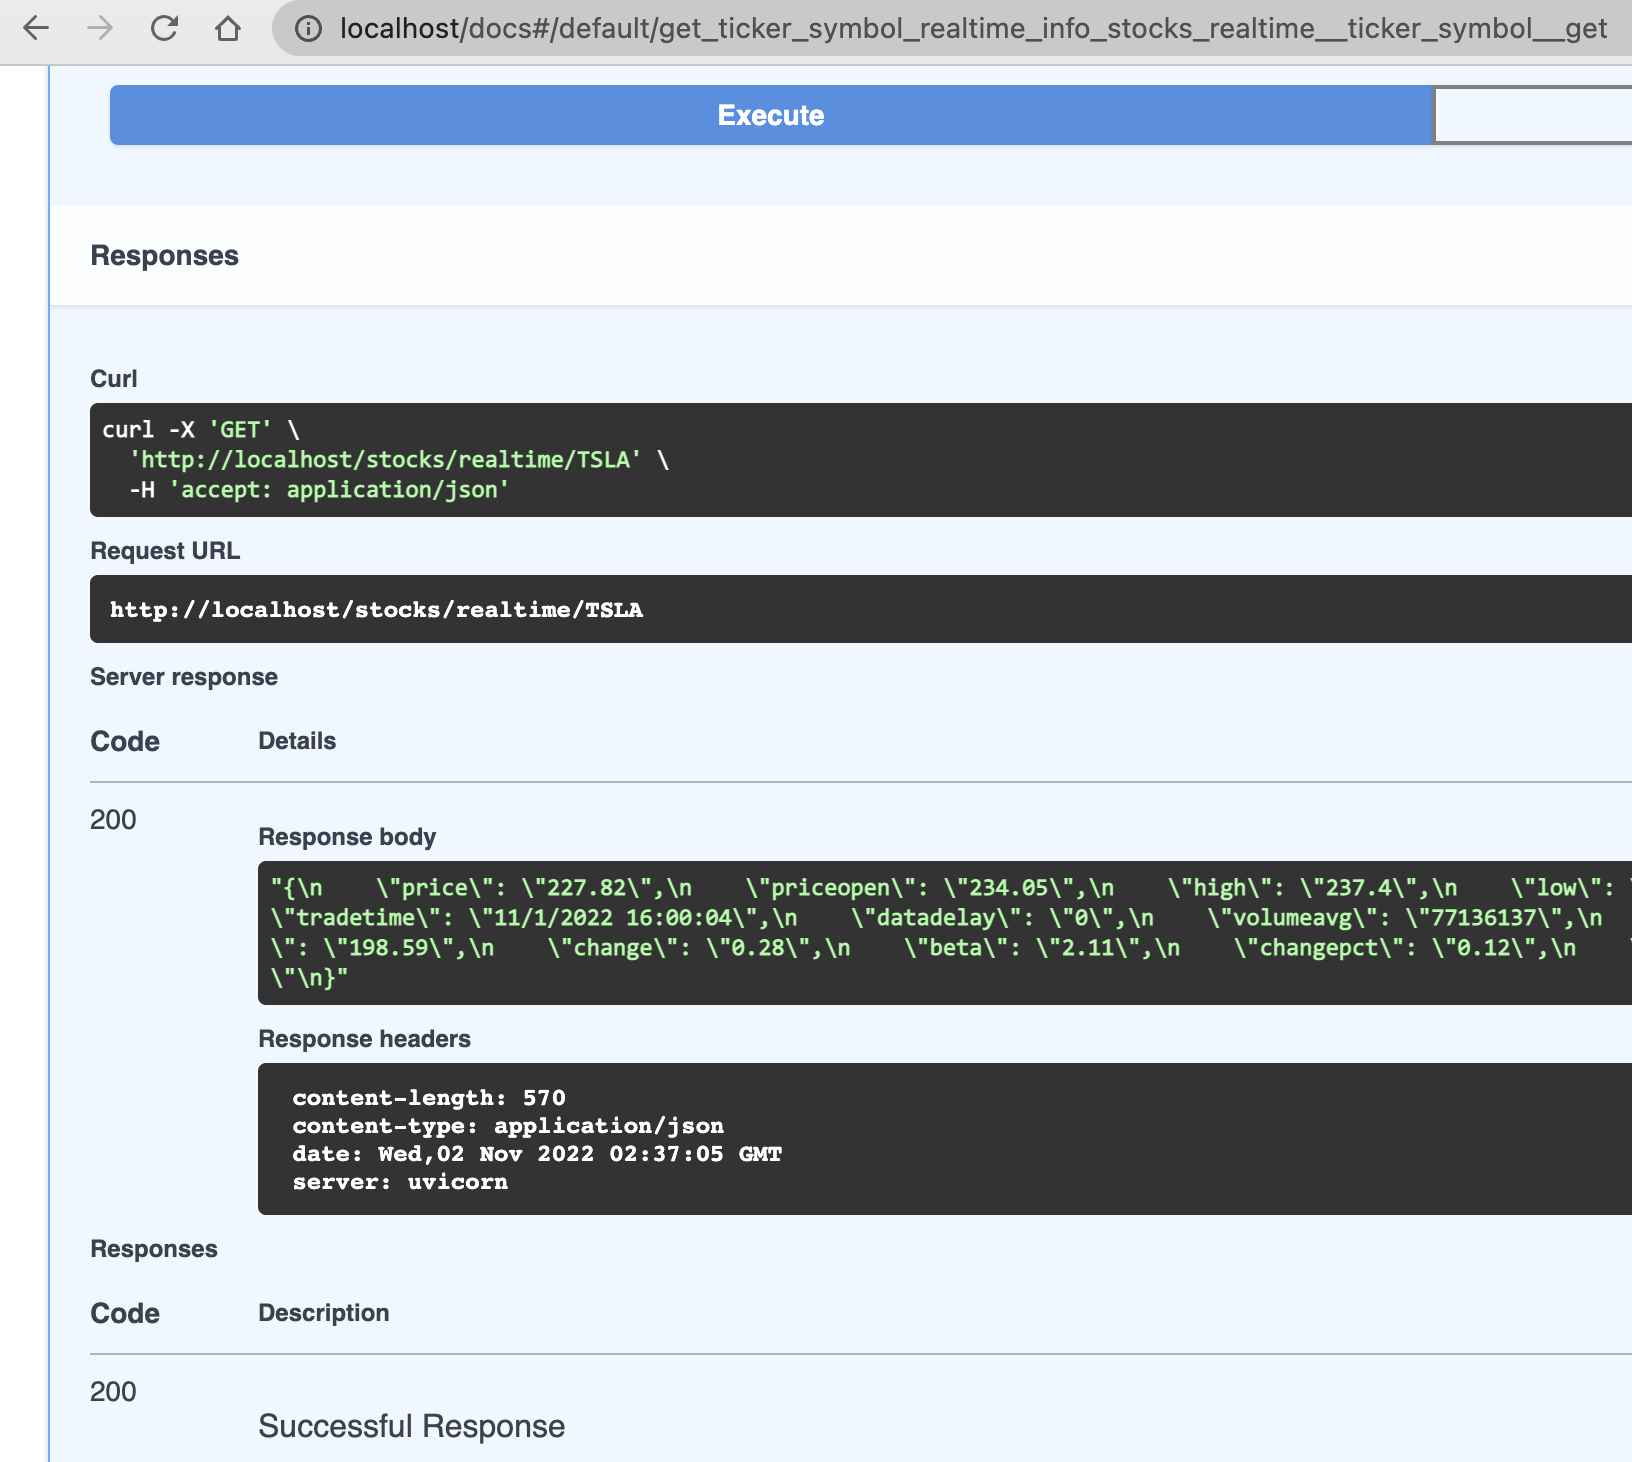 localhost/docs#/default/get_ticker_symbol_realtime_info_stocks_realtime__ticker_symbol__get
Execute
Responses
Curl
curl -X 'GET' \
  'http://localhost/stocks/realtime/TSLA' \
  -H 'accept: application/json'
Request URL
http://localhost/stocks/realtime/TSLA
Server response
Code Details
200
Response body
"{\n    \"price\": \"227.82\",\n    \"priceopen\": \"234.05\",\n    \"high\": \"237.4\",\n    \"low\": \
\"tradetime\": \"11/1/2022 16:00:04\",\n    \"datadelay\": \"0\",\n    \"volumeavg\": \"77136137\",\n
\": \"198.59\",\n    \"change\": \"0.28\",\n    \"beta\": \"2.11\",\n    \"changepct\": \"0.12\",\n    \
\"\n}"
Response headers
content-length: 570
content-type: application/json
date: Wed,02 Nov 2022 02:37:05 GMT
server: uvicorn
Responses
Code Description
200
Successful Response